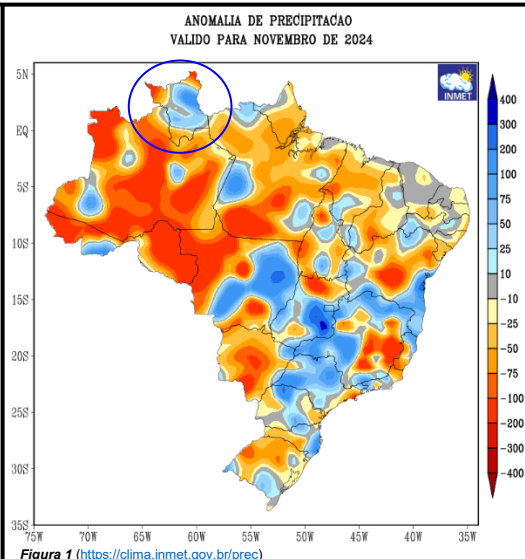 ANOMALIA DE PRECIPITACAO
VALIDO PARA NOVEMBRO DE 2024
INMET
5N
EQ
5S
10S
15S
20S
25S
30S
35S
75W 70W 65W 60W 55W 50W 45W 40W 35W
400
300
200
100
75
50
25
10
-10
-25
-50
-75
-100
-200
-300
-400
Figura 1 (https://clima.inmet.gov.br/prec)